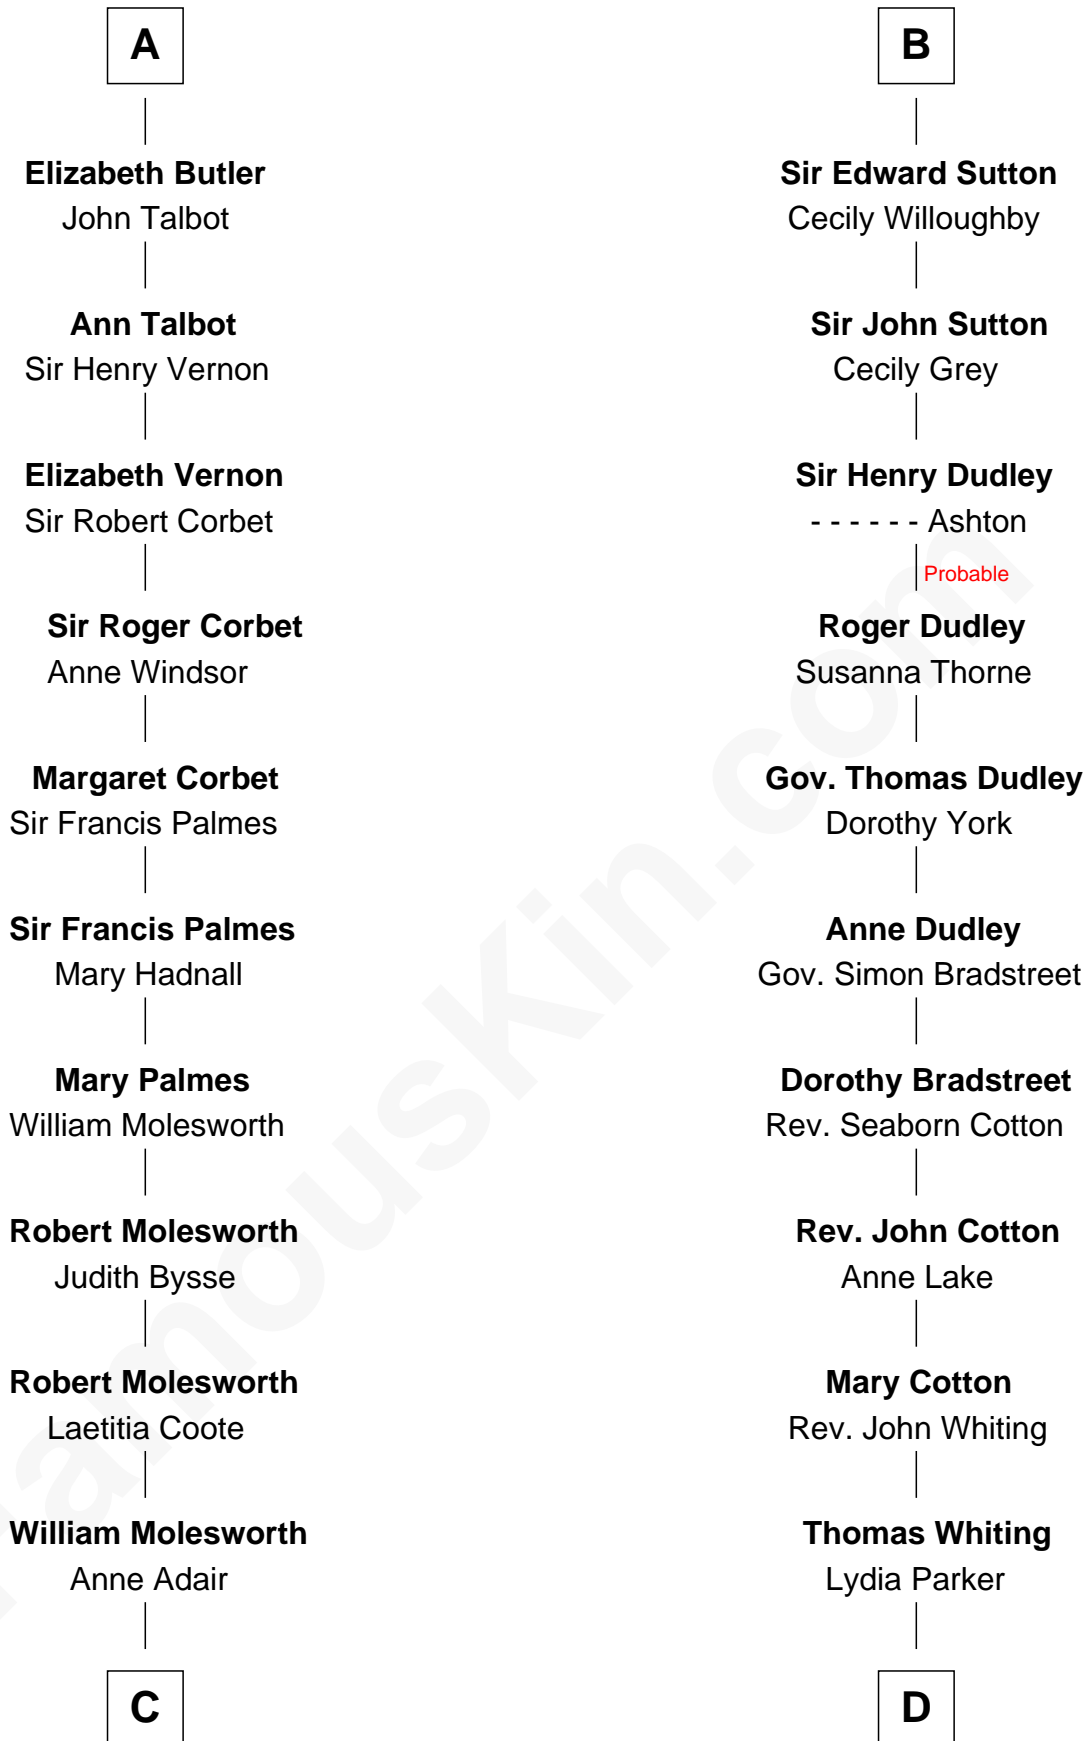 A
Elizabeth Butler
John Talbot
Ann Talbot
Sir Henry Vernon
Elizabeth Vernon
Sir Robert Corbet
Sir Roger Corbet
Anne Windsor
Margaret Corbet
Sir Francis Palmes
Sir Francis Palmes
Mary Hadnall
Mary Palmes
William Molesworth
Robert Molesworth
Judith Bysse
Robert Molesworth
Laetitia Coote
William Molesworth
Anne Adair
C
B
Sir Edward Sutton
Cecily Willoughby
Sir John Sutton
Cecily Grey
Sir Henry Dudley
- - - - - - Ashton
Probable
Roger Dudley
Susanna Thorne
Gov. Thomas Dudley
Dorothy York
Anne Dudley
Gov. Simon Bradstreet
Dorothy Bradstreet
Rev. Seaborn Cotton
Rev. John Cotton
Anne Lake
Mary Cotton
Rev. John Whiting
Thomas Whiting
Lydia Parker
D
FamousKin.com